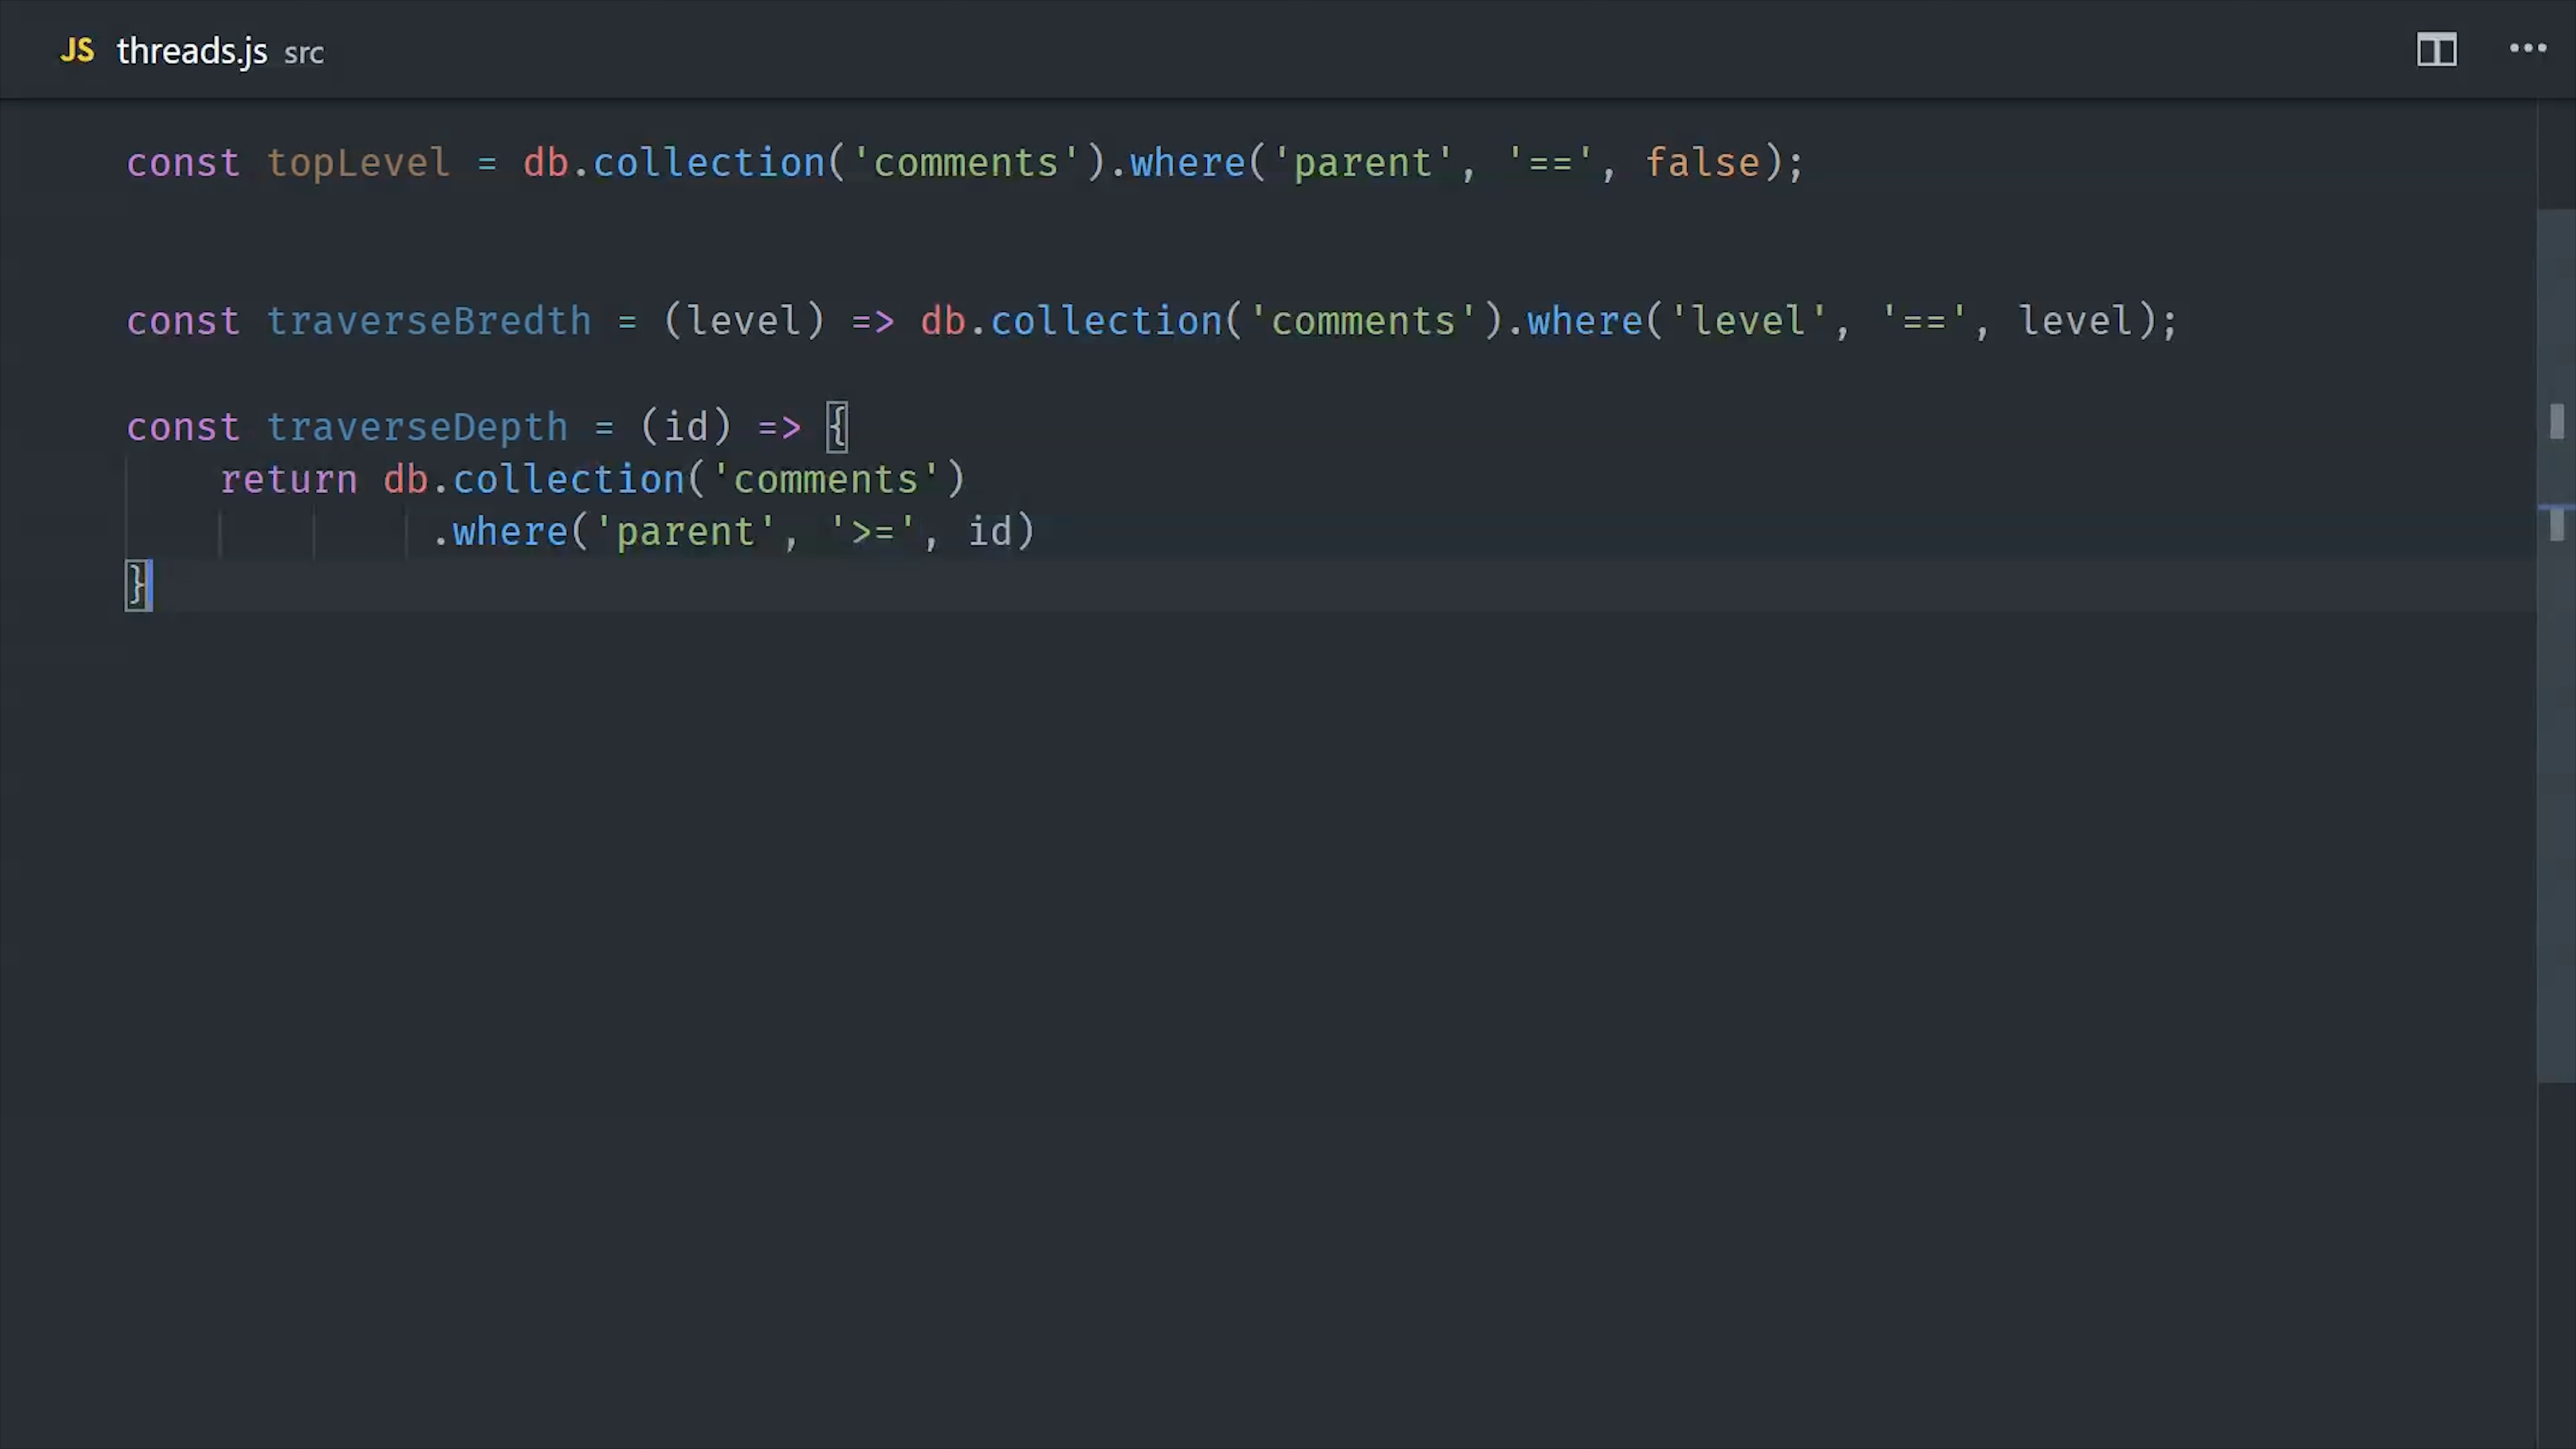 JS threads.js src
const topLevel = db.collection('comments').where('parent', '==', false);
const traverseBredth = (level) => db.collection('comments').where('level', '==', level);
const traverseDepth = (id) => {
return db.collection('comments')
.where('parent', '>=', id)
}